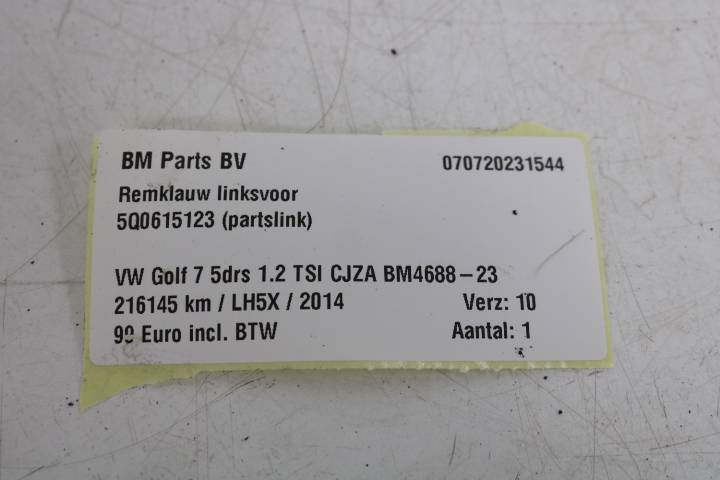 BM Parts BV 070720231544
Remklauw linksvoor
5Q0615123 (partslink)
VW Golf 7 5drs 1.2 TSI CJZA BM4688-23
216145 km / LH5X / 2014 Verz: 10
99 Euro incl. BTW Aantal: 1